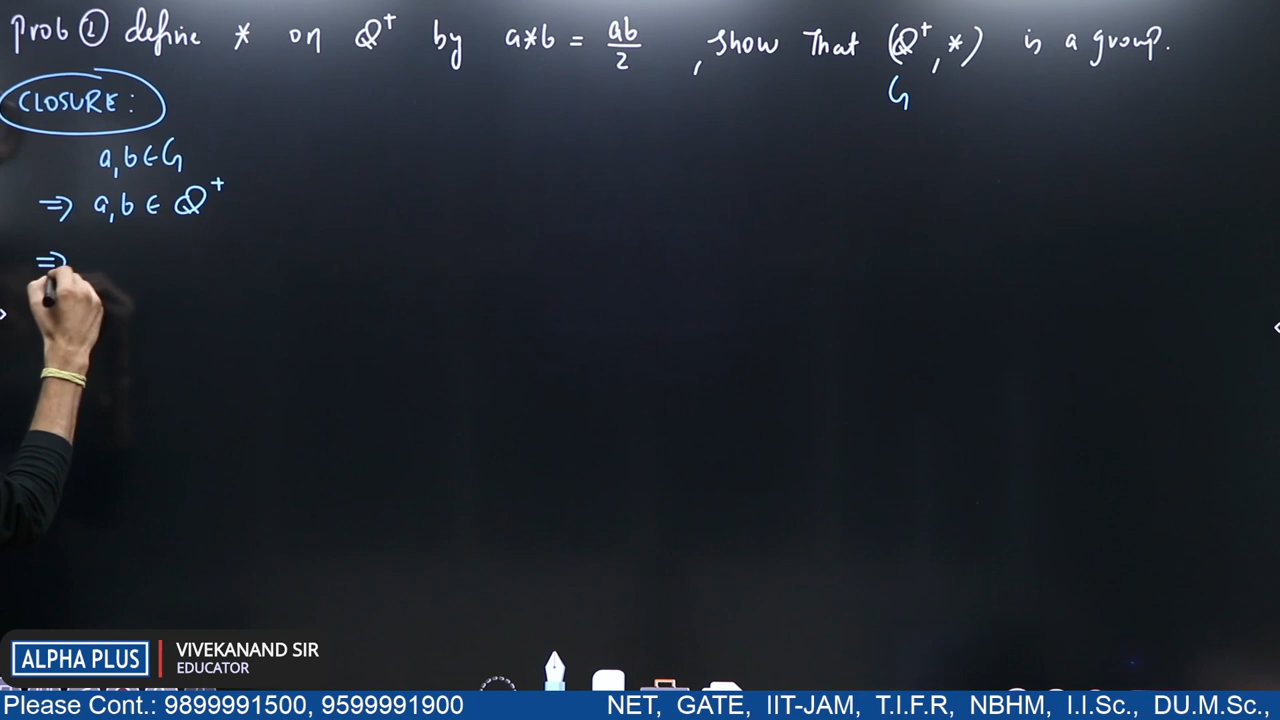 Prob ① define * on Q⁺ by a*b = ab/2 , show that (Q⁺, *) is a group.
G
CLOSURE:
a,b ∈ G
⇒ a,b ∈ Q⁺
⇒
ALPHA PLUS
VIVEKANAND SIR
EDUCATOR
Please Cont.: 9899991500, 9599991900 NET, GATE, IIT-JAM, T.I.F.R, NBHM, I.I.Sc., DU.M.Sc.,